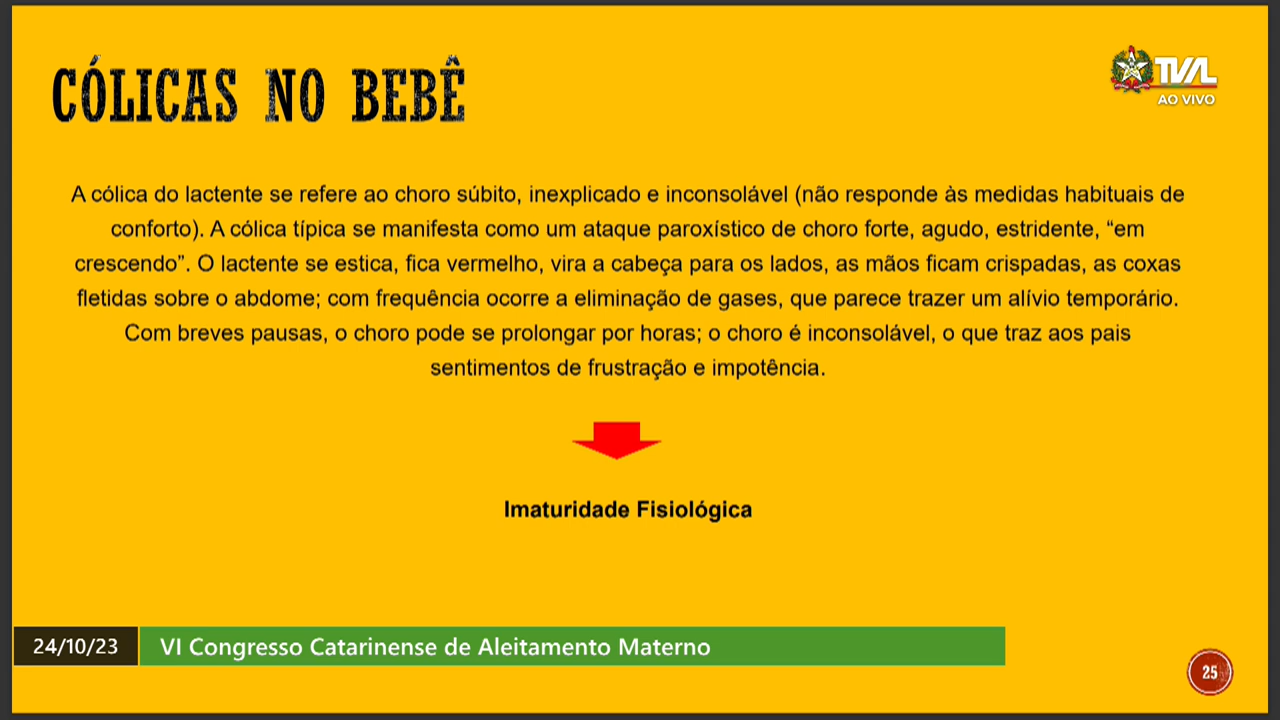 CÓLICAS NO BEBÊ
TVAL
AO VIVO
A cólica do lactente se refere ao choro súbito, inexplicado e inconsolável (não responde às medidas habituais de
conforto). A cólica típica se manifesta como um ataque paroxístico de choro forte, agudo, estridente, “em
crescendo”. O lactente se estica, fica vermelho, vira a cabeça para os lados, as mãos ficam crispadas, as coxas
fletidas sobre o abdome; com frequência ocorre a eliminação de gases, que parece trazer um alívio temporário.
Com breves pausas, o choro pode se prolongar por horas; o choro é inconsolável, o que traz aos pais
sentimentos de frustração e impotência.
Imaturidade Fisiológica
24/10/23 VI Congresso Catarinense de Aleitamento Materno
25